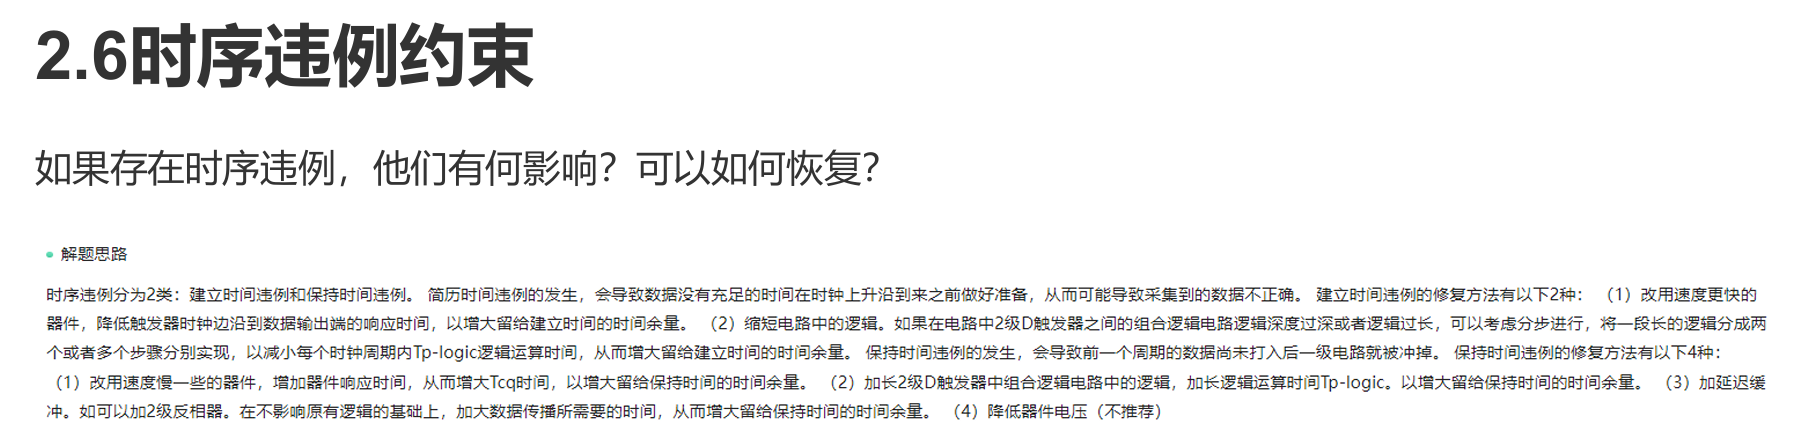 2.6时序违例约束
如果存在时序违例，他们有何影响？可以如何恢复？
解题思路
时序违例分为2类：建立时间违例和保持时间违例。 简历时间违例的发生，会导致数据没有充足的时间在时钟上升沿到来之前做好准备，从而可能导致采集到的数据不正确。 建立时间违例的修复方法有以下2种： （1）改用速度更快的
器件，降低触发器时钟边沿到数据输出端的响应时间，以增大留给建立时间的时间余量。 （2）缩短电路中的逻辑。如果在电路中2级D触发器之间的组合逻辑电路逻辑深度过深或者逻辑过长，可以考虑分步进行，将一段长的逻辑分成两
个或者多个步骤分别实现，以减小每个时钟周期内Tp-logic逻辑运算时间，从而增大留给建立时间的时间余量。 保持时间违例的发生，会导致前一个周期的数据尚未打入后一级电路就被冲掉。 保持时间违例的修复方法有以下4种：
（1）改用速度慢一些的器件，增加器件响应时间，从而增大Tcq时间，以增大留给保持时间的时间余量。 （2）加长2级D触发器中组合逻辑电路中的逻辑，加长逻辑运算时间Tp-logic。以增大留给保持时间的时间余量。 （3）加延迟缓
冲。如可以加2级反相器。在不影响原有逻辑的基础上，加大数据传播所需要的时间，从而增大留给保持时间的时间余量。 （4）降低器件电压（不推荐）